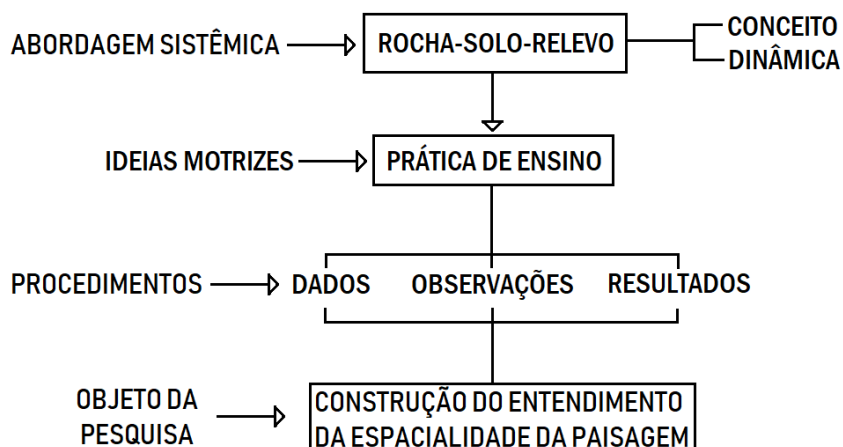 ABORDAGEM SISTÊMICA
ROCHA-SOLO-RELEVO
CONCEITO
DINÂMICA
IDEIAS MOTRIZES
PRÁTICA DE ENSINO
PROCEDIMENTOS
DADOS
OBSERVAÇÕES
RESULTADOS
OBJETO DA
PESQUISA
CONSTRUÇÃO DO ENTENDIMENTO
DA ESPACIALIDADE DA PAISAGEM